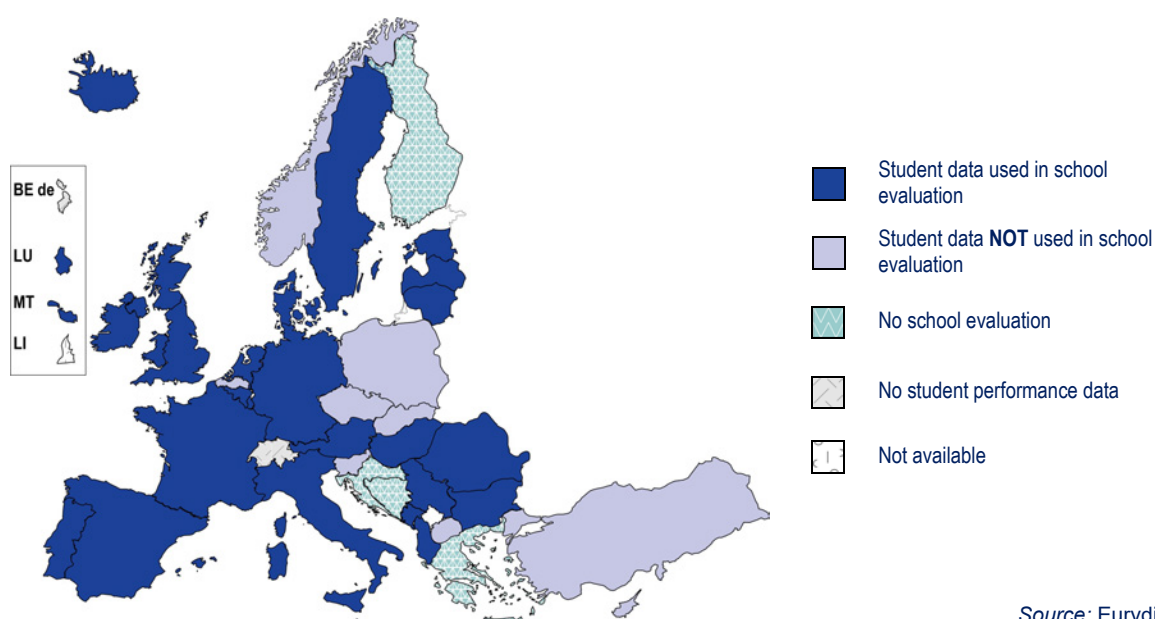 BE de
LU
MT
LI
Student data used in school
evaluation
Student data NOT used in school
evaluation
No school evaluation
No student performance data
Not available
Source: Eurydi